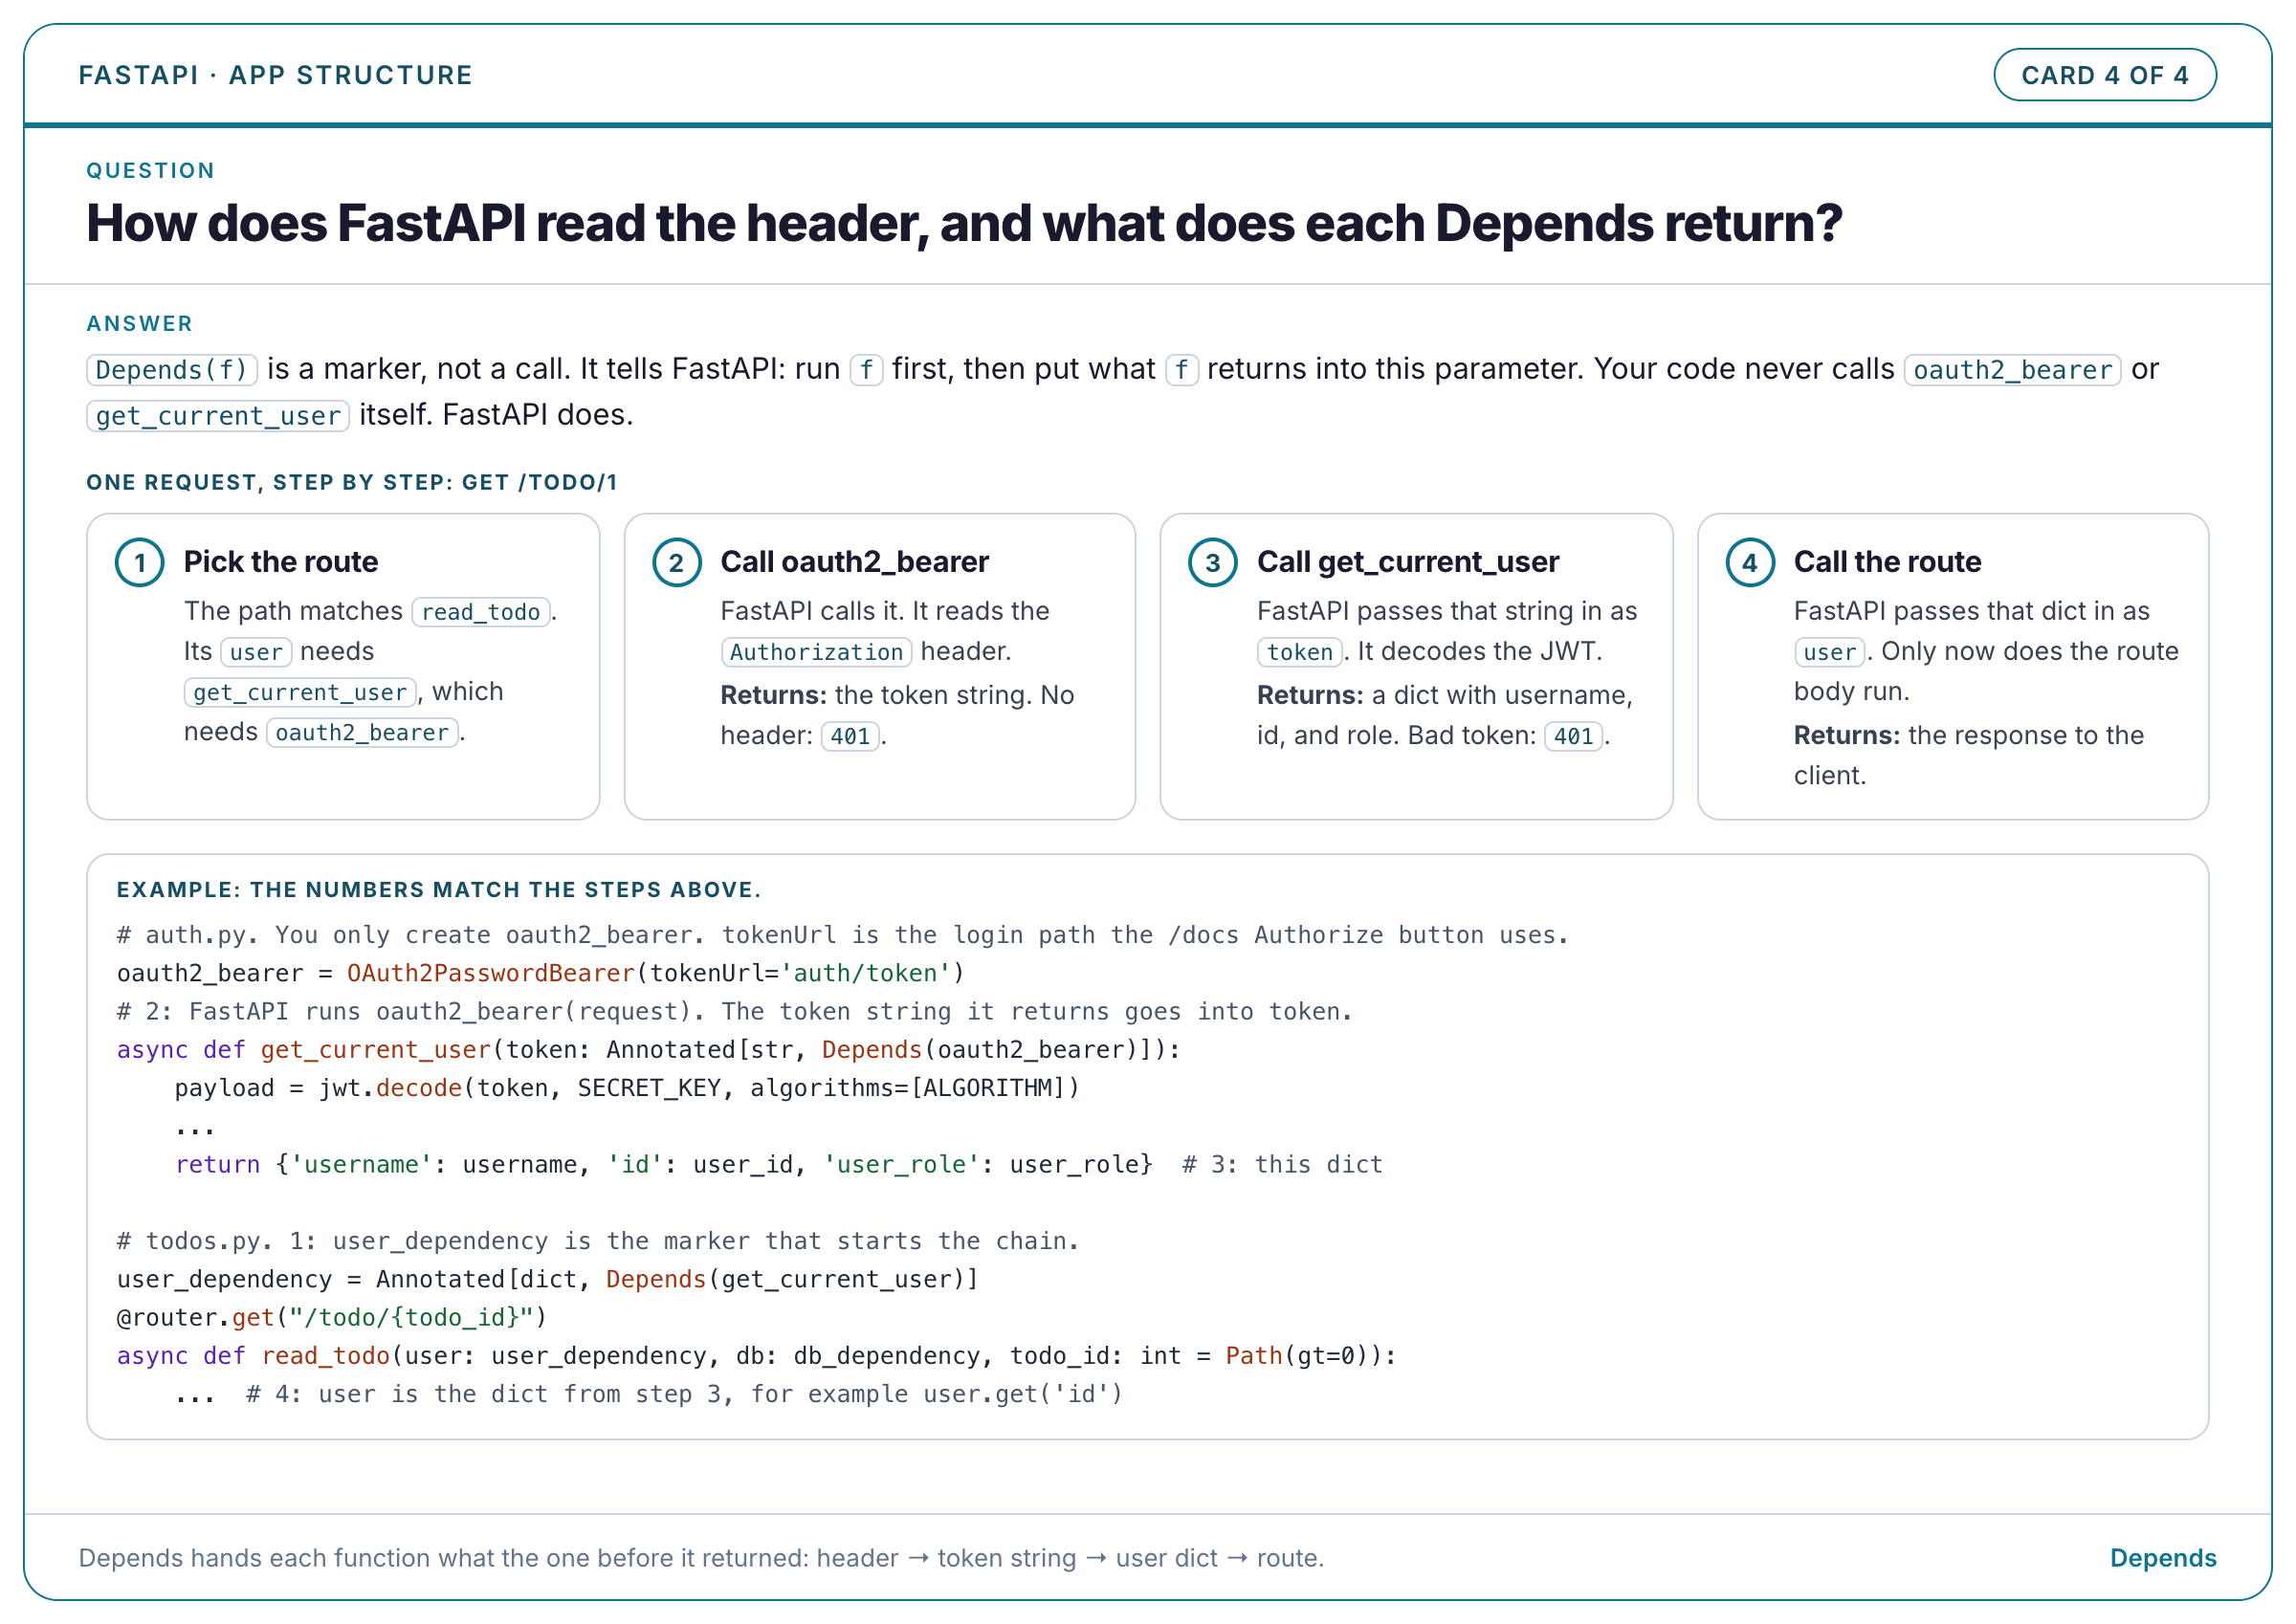 FASTAPI · APP STRUCTURE
CARD 4 OF 4
QUESTION
How does FastAPI read the header, and what does each Depends return?
ANSWER
Depends(f) is a marker, not a call. It tells FastAPI: run f first, then put what f returns into this parameter. Your code never calls oauth2_bearer or
get_current_user itself. FastAPI does.
ONE REQUEST, STEP BY STEP: GET /TODO/1
1 Pick the route
The path matches read_todo.
Its user needs
get_current_user, which
needs oauth2_bearer.
2 Call oauth2_bearer
FastAPI calls it. It reads the
Authorization header.
Returns: the token string. No
header: 401.
3 Call get_current_user
FastAPI passes that string in as
token. It decodes the JWT.
Returns: a dict with username,
id, and role. Bad token: 401.
4 Call the route
FastAPI passes that dict in as
user. Only now does the route
body run.
Returns: the response to the
client.
EXAMPLE: THE NUMBERS MATCH THE STEPS ABOVE.
# auth.py. You only create oauth2_bearer. tokenUrl is the login path the /docs Authorize button uses.
oauth2_bearer = OAuth2PasswordBearer(tokenUrl='auth/token')
# 2: FastAPI runs oauth2_bearer(request). The token string it returns goes into token.
async def get_current_user(token: Annotated[str, Depends(oauth2_bearer)]):
    payload = jwt.decode(token, SECRET_KEY, algorithms=[ALGORITHM])
    ...
    return {'username': username, 'id': user_id, 'user_role': user_role}  # 3: this dict
# todos.py. 1: user_dependency is the marker that starts the chain.
user_dependency = Annotated[dict, Depends(get_current_user)]
@router.get("/todo/{todo_id}")
async def read_todo(user: user_dependency, db: db_dependency, todo_id: int = Path(gt=0)):
    ...  # 4: user is the dict from step 3, for example user.get('id')
Depends hands each function what the one before it returned: header → token string → user dict → route.
Depends